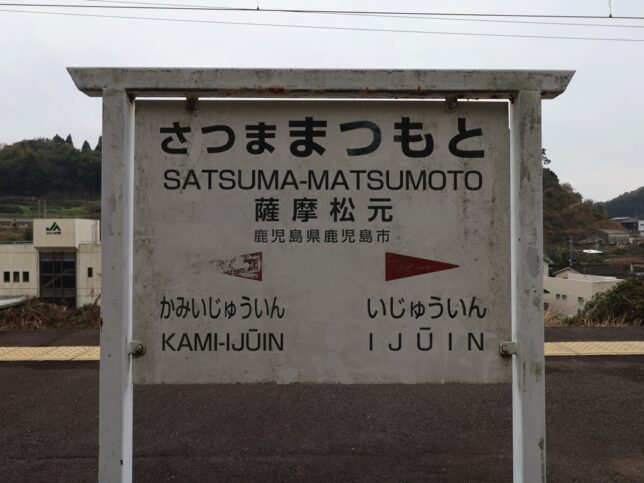 さつままつもと
SATSUMA-MATSUMOTO
薩摩松元
鹿児島県鹿児島市
かみいじゅういん
いじゅういん
KAMI-IJŪIN
IJŪIN
JA